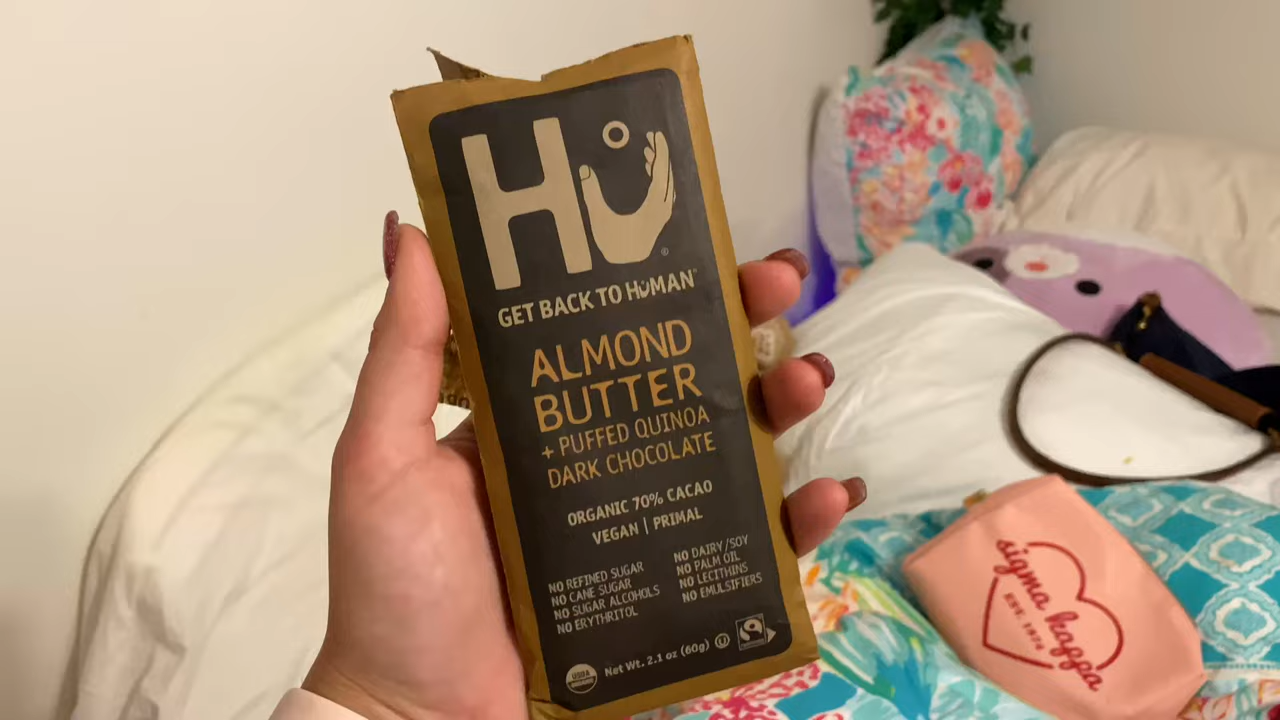 Hu
GET BACK TO HUMAN
ALMOND
BUTTER
+ PUFFED QUINOA
DARK CHOCOLATE
ORGANIC 70% CACAO
VEGAN | PRIMAL
NO REFINED SUGAR
NO CANE SUGAR
NO SUGAR ALCOHOLS
NO ERYTHRITOL
NO DAIRY/SOY
NO PALM OIL
NO LECITHINS
NO EMULSIFIERS
USDA
ORGANIC
Net Wt. 2.1 oz (60g)
sigma kappa
EST. 1874